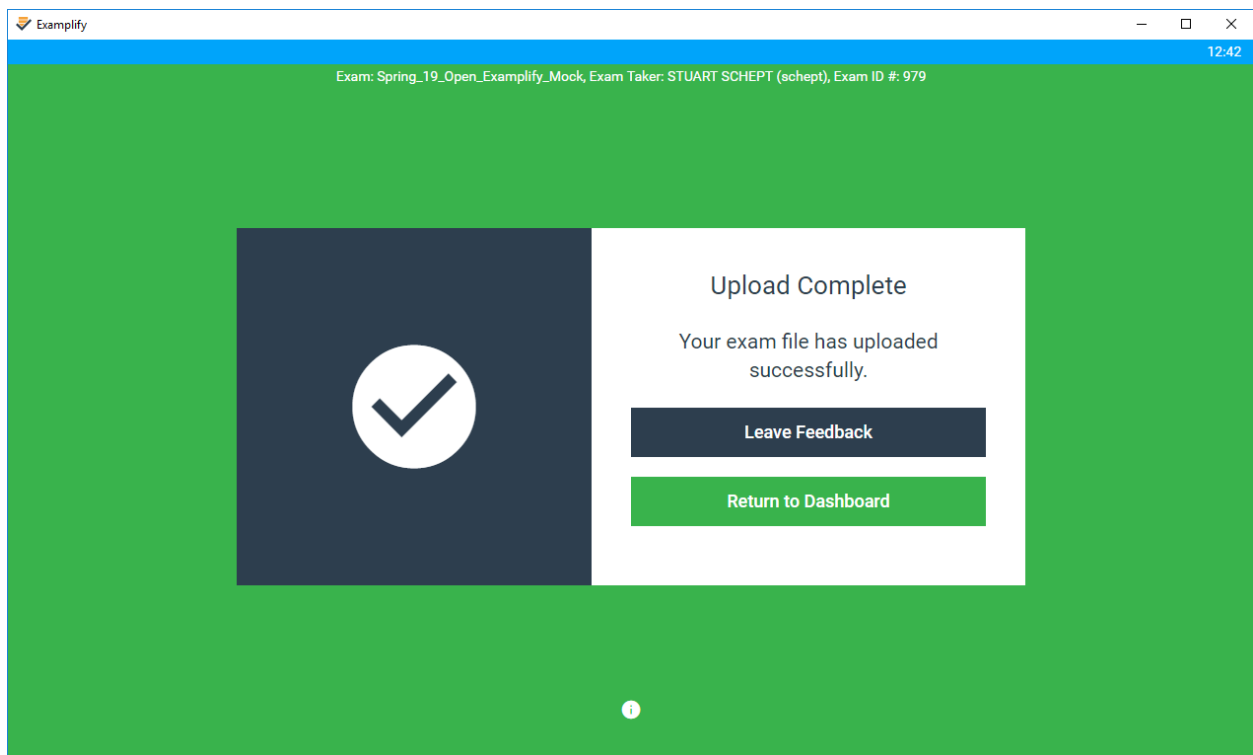 Examplify
12:42
Exam: Spring_19_Open_Examplify_Mock, Exam Taker: STUART SCHEPT (schept), Exam ID #: 979
Upload Complete
Your exam file has uploaded
successfully.
Leave Feedback
Return to Dashboard